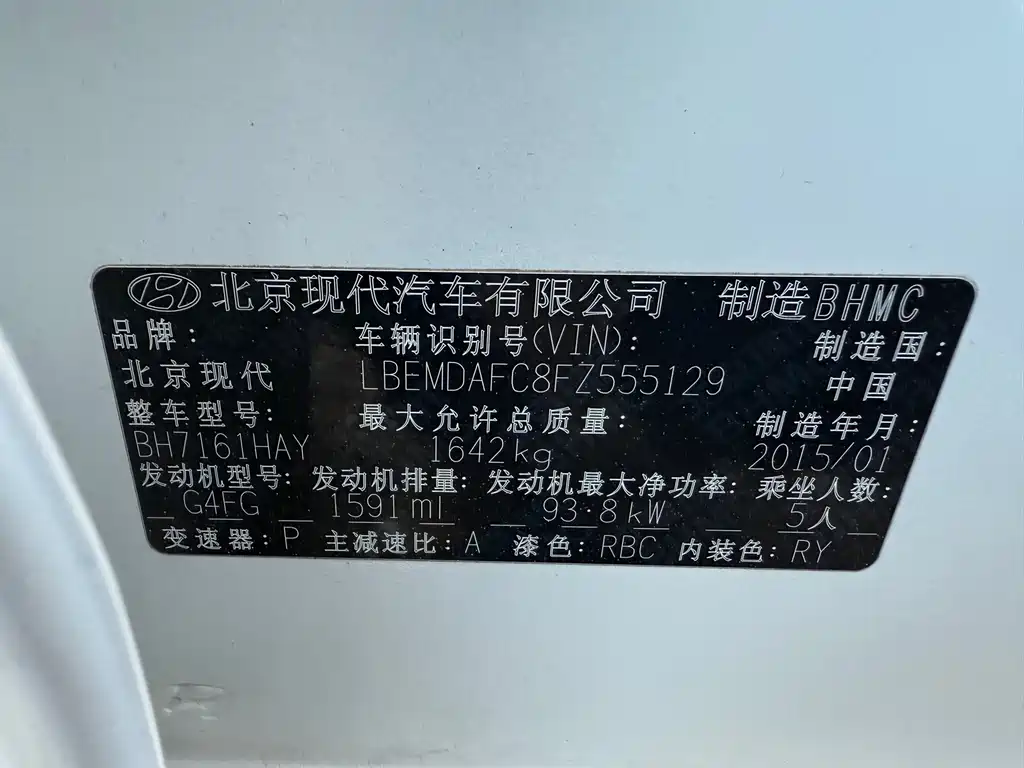 北京现代汽车有限公司 制造BHMC
品牌: 车辆识别号(VIN): 制造国:
北京现代 LBEMDAFC8FZ555129 中国
整车型号: 最大允许总质量: 制造年月:
BH7161HAY 1642kg 2015/01
发动机型号: 发动机排量: 发动机最大净功率: 乘坐人数:
G4FG 1591ml 93.8kW 5人
变速器: P 主减速比: A 漆色: RBC 内装色: RY